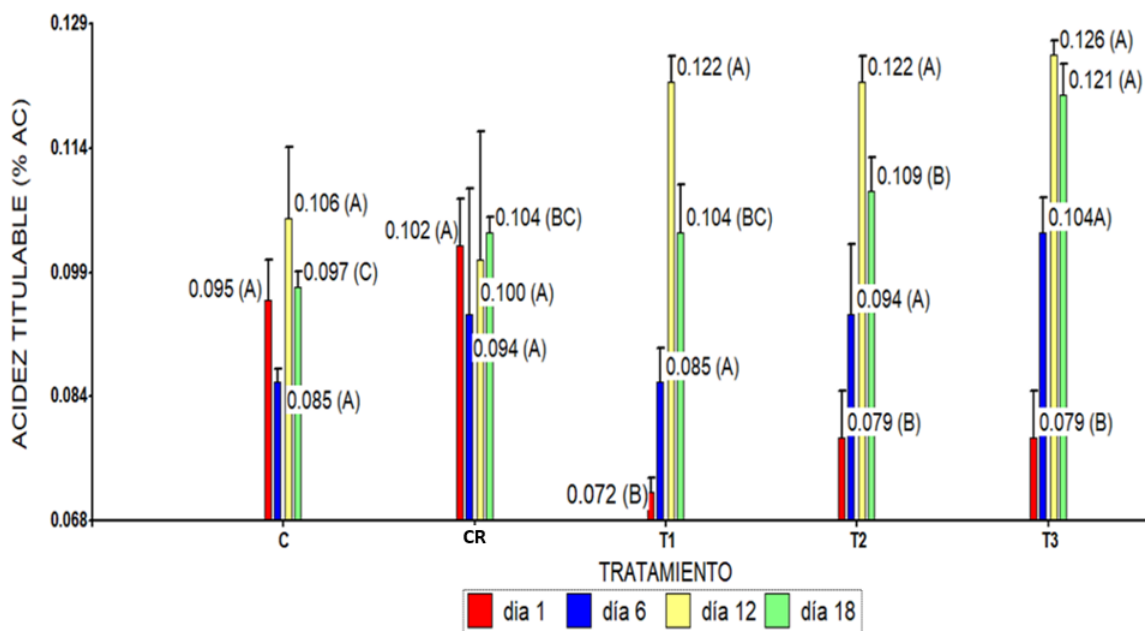 ACIDEZ TITULABLE (% AC)
0.129
0.114
0.099
0.084
0.068
0.095 (A)
0.085 (A)
0.106 (A)
0.097 (C)
0.102 (A)
0.094 (A)
0.100 (A)
0.104 (BC)
0.072 (B)
0.085 (A)
0.122 (A)
0.104 (BC)
0.079 (B)
0.094 (A)
0.122 (A)
0.109 (B)
0.079 (B)
0.104A)
0.126 (A)
0.121 (A)
C CR T1 T2 T3
TRATAMIENTO
dia 1 día 6 día 12 día 18